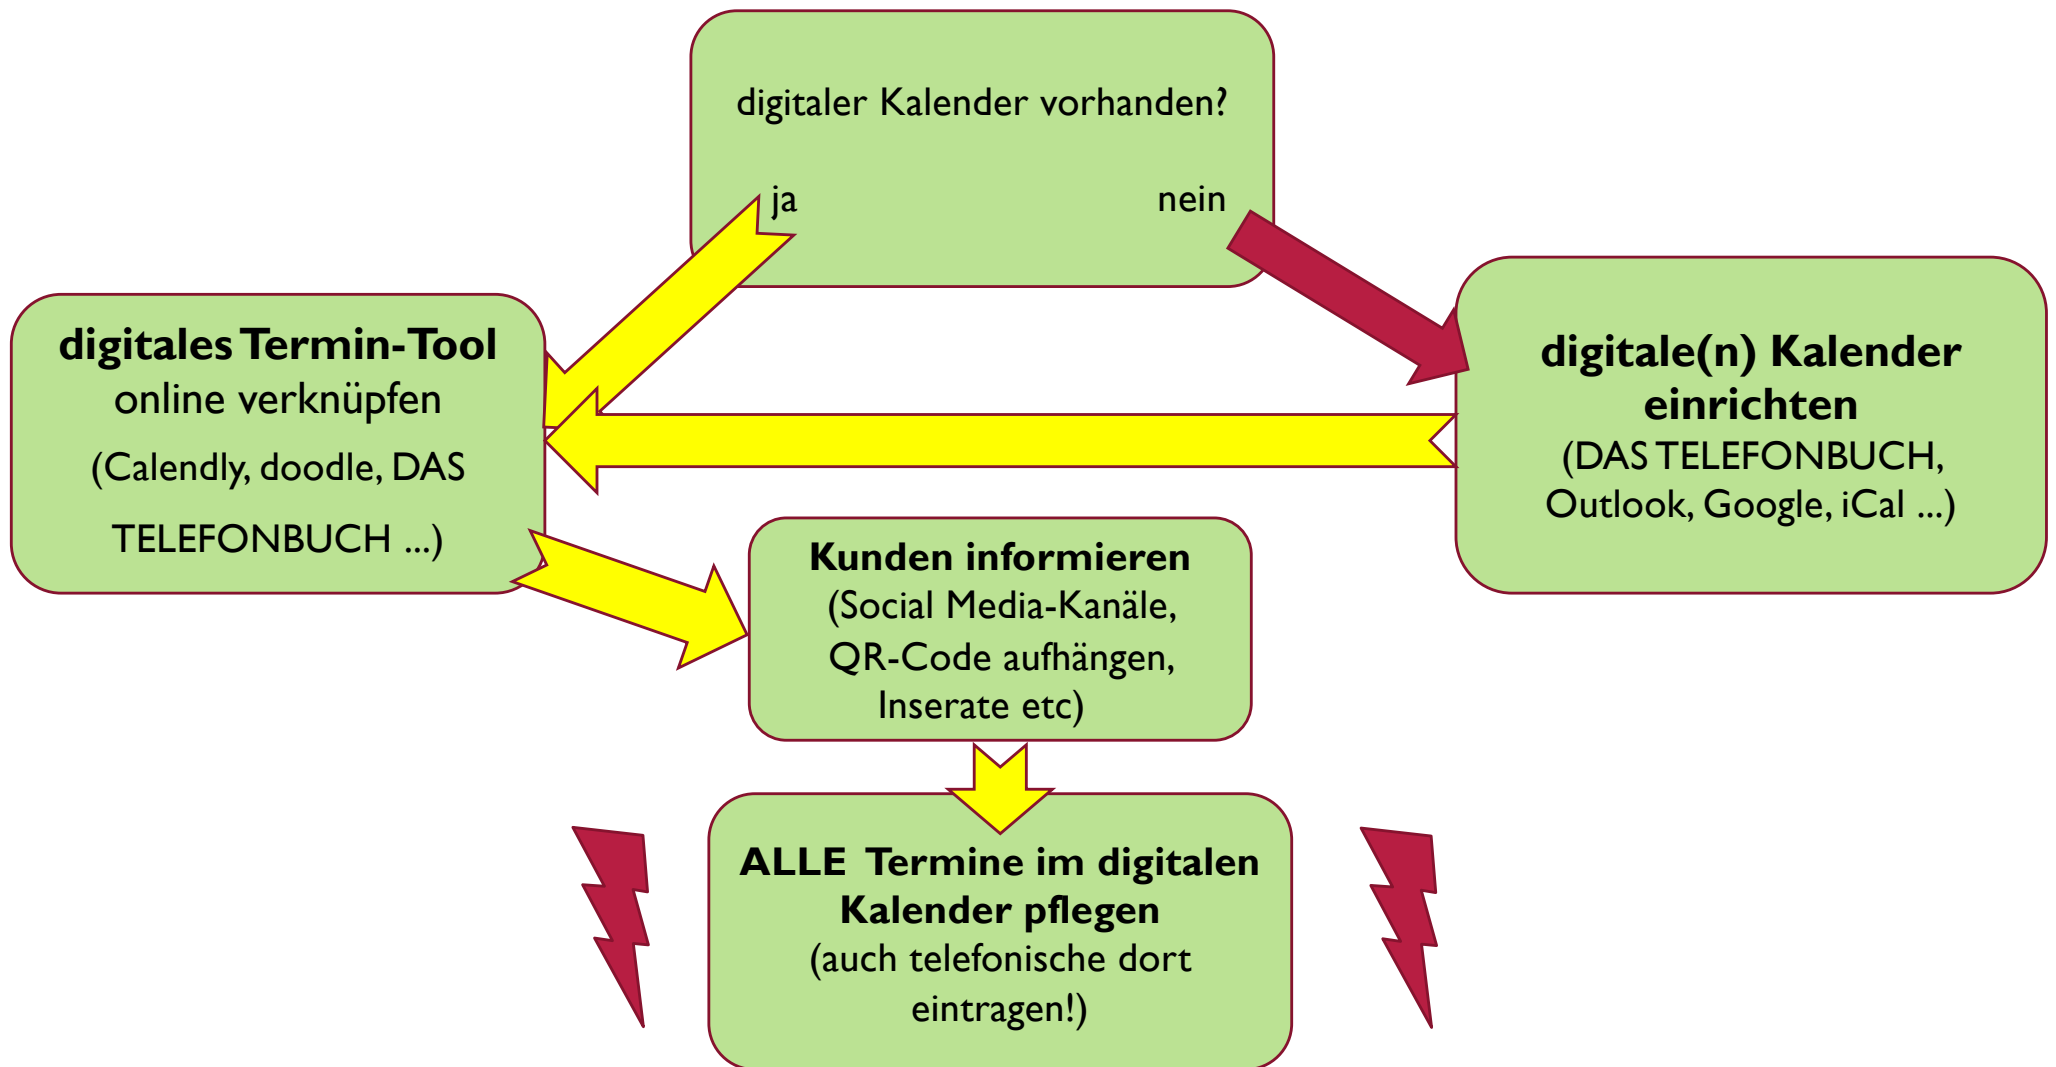 digitaler Kalender vorhanden?
ja nein
digitales Termin-Tool
online verknüpfen
(Calendly, doodle, DAS
TELEFONBUCH ...)
digitale(n) Kalender
einrichten
(DAS TELEFONBUCH,
Outlook, Google, iCal ...)
Kunden informieren
(Social Media-Kanäle,
QR-Code aufhängen,
Inserate etc)
ALLE Termine im digitalen
Kalender pflegen
(auch telefonische dort
eintragen!)